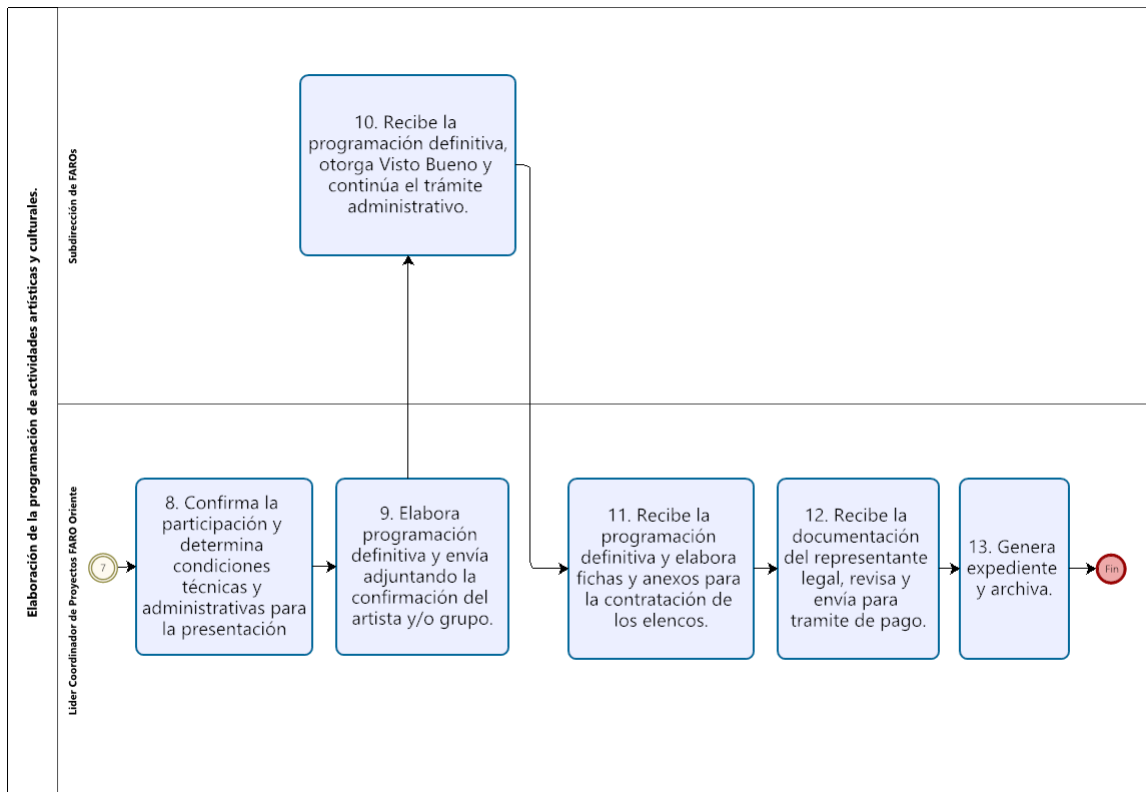 Elaboración de la programación de actividades artísticas y culturales.
Subdirección de FAROs
10. Recibe la
programación definitiva,
otorga Visto Bueno y
continúa el trámite
administrativo.
Líder Coordinador de Proyectos FARO Oriente
7
8. Confirma la
participación y
determina
condiciones
técnicas y
administrativas para
la presentación
9. Elabora
programación
definitiva y envía
adjuntando la
confirmación del
artista y/o grupo.
11. Recibe la
programación
definitiva y elabora
fichas y anexos para
la contratación de
los elencos.
12. Recibe la
documentación
del representante
legal, revisa y
envía para
tramite de pago.
13. Genera
expediente
y archiva.
Fin